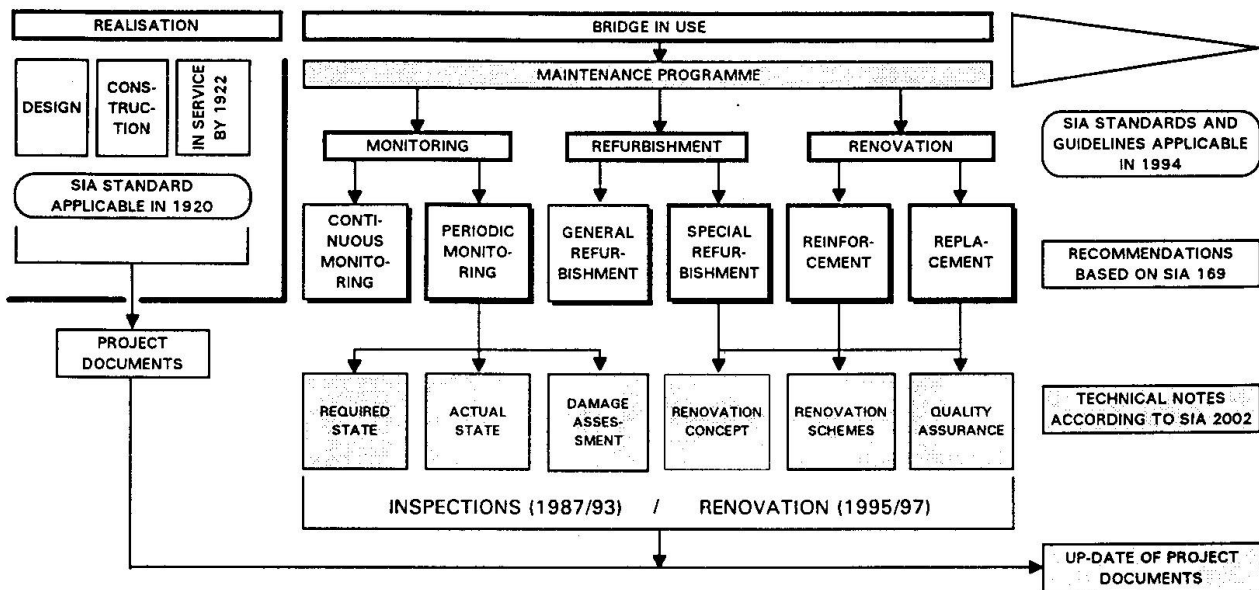 REALISATION
DESIGN
CONS-
TRUC-
TION
IN SERVICE
BY 1922
SIA STANDARD
APPLICABLE IN 1920
PROJECT
DOCUMENTS
BRIDGE IN USE
MAINTENANCE PROGRAMME
MONITORING
REFURBISHMENT
RENOVATION
CONTI-
NUOUS
MONITO-
RING
PERIODIC
MONITO-
RING
GENERAL
REFUR-
BISHMENT
SPECIAL
REFUR-
BISHMENT
REINFOR-
CEMENT
REPLA-
CEMENT
REQUIRED
STATE
ACTUAL
STATE
DAMAGE
ASSES-
SMENT
RENOVATION
CONCEPT
RENOVATION
SCHEMES
QUALITY
ASSURANCE
INSPECTIONS (1987/93) / RENOVATION (1995/97)
SIA STANDARDS AND
GUIDELINES APPLICABLE
IN 1994
RECOMMENDATIONS
BASED ON SIA 169
TECHNICAL NOTES
ACCORDING TO SIA 2002
UP-DATE OF PROJECT
DOCUMENTS